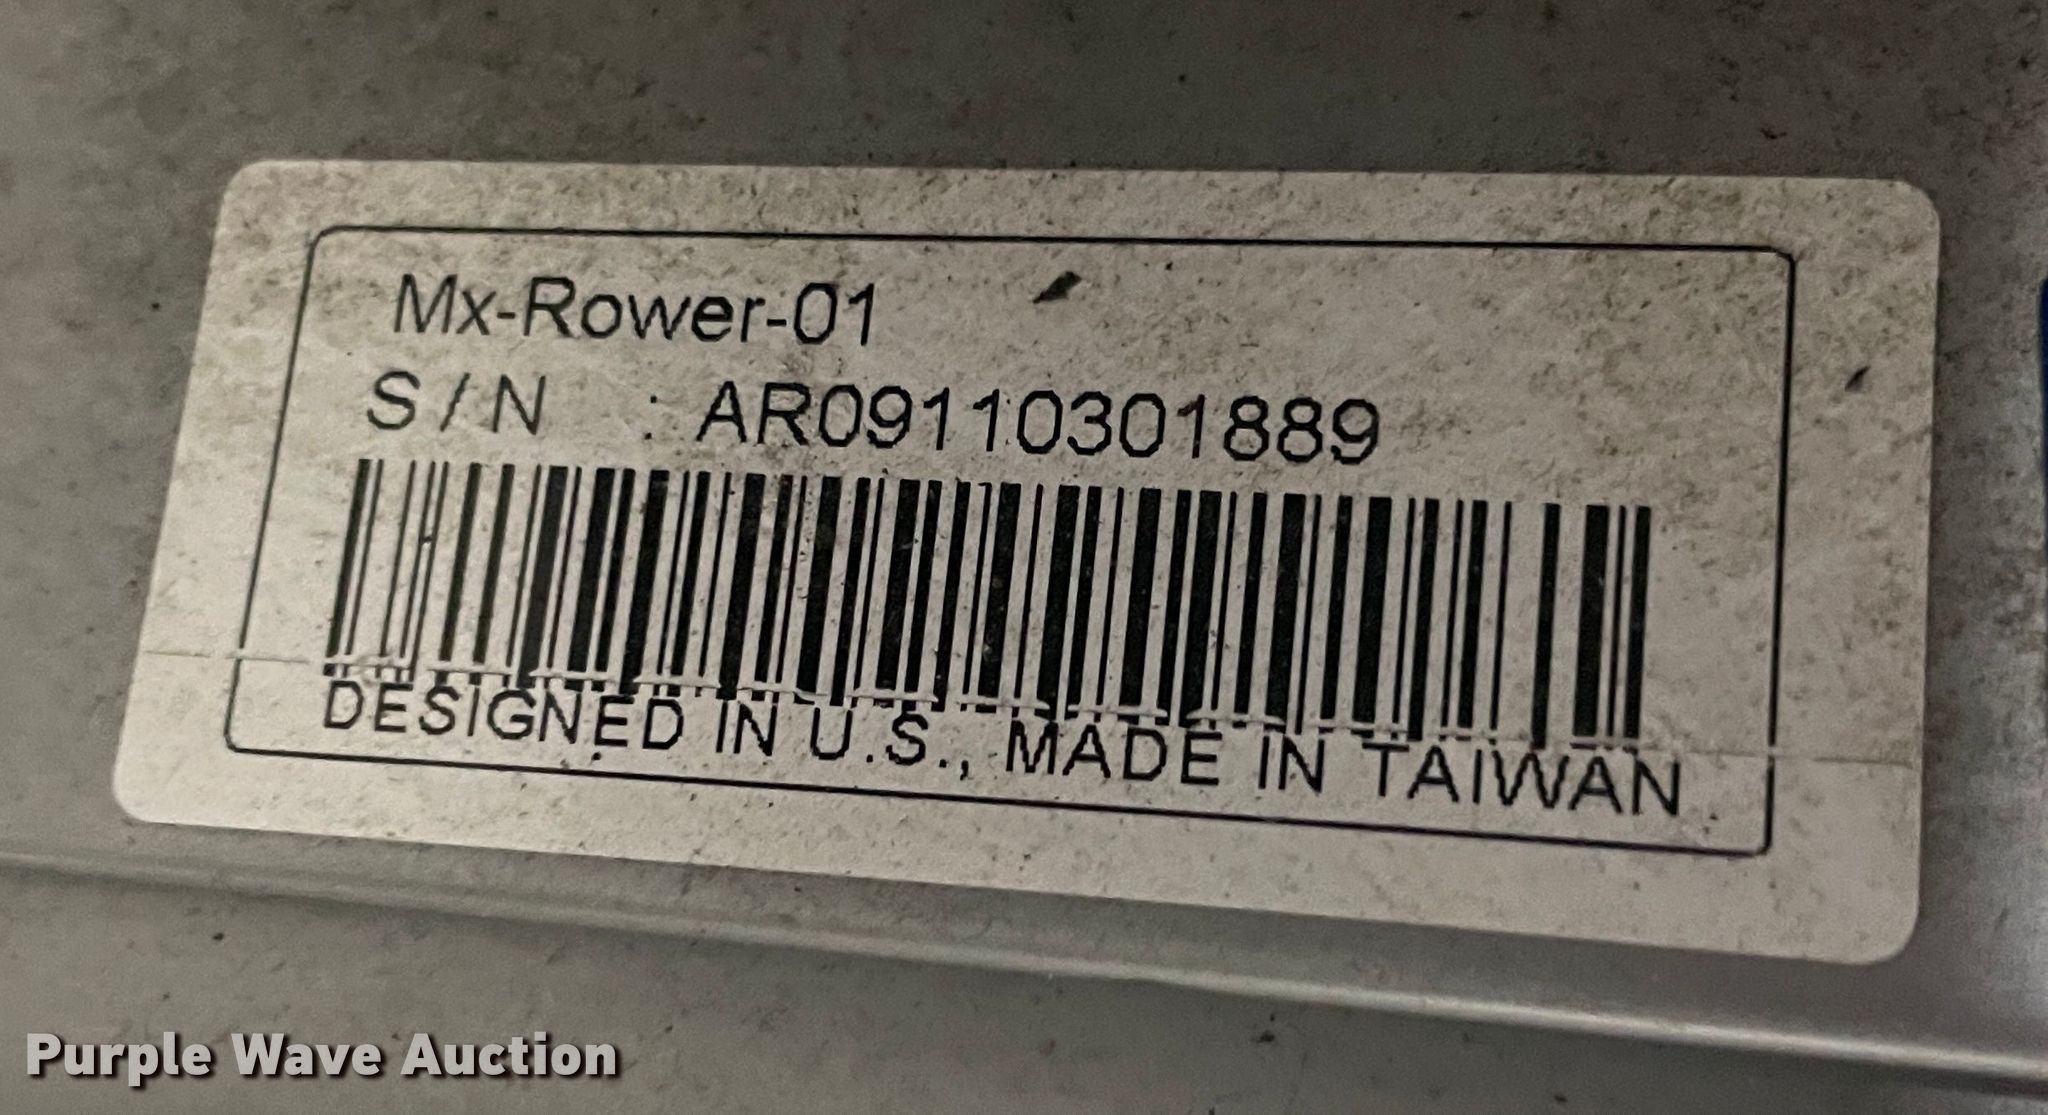 Mx-Rower-01
S/N : AR09110301889
DESIGNED IN U.S., MADE IN TAIWAN
Purple Wave Auction